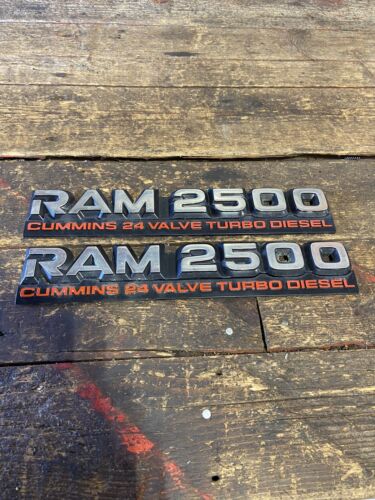 RAM 2500
CUMMINS 24 VALVE TURBO DIESEL
RAM 2500
CUMMINS 24 VALVE TURBO DIESEL